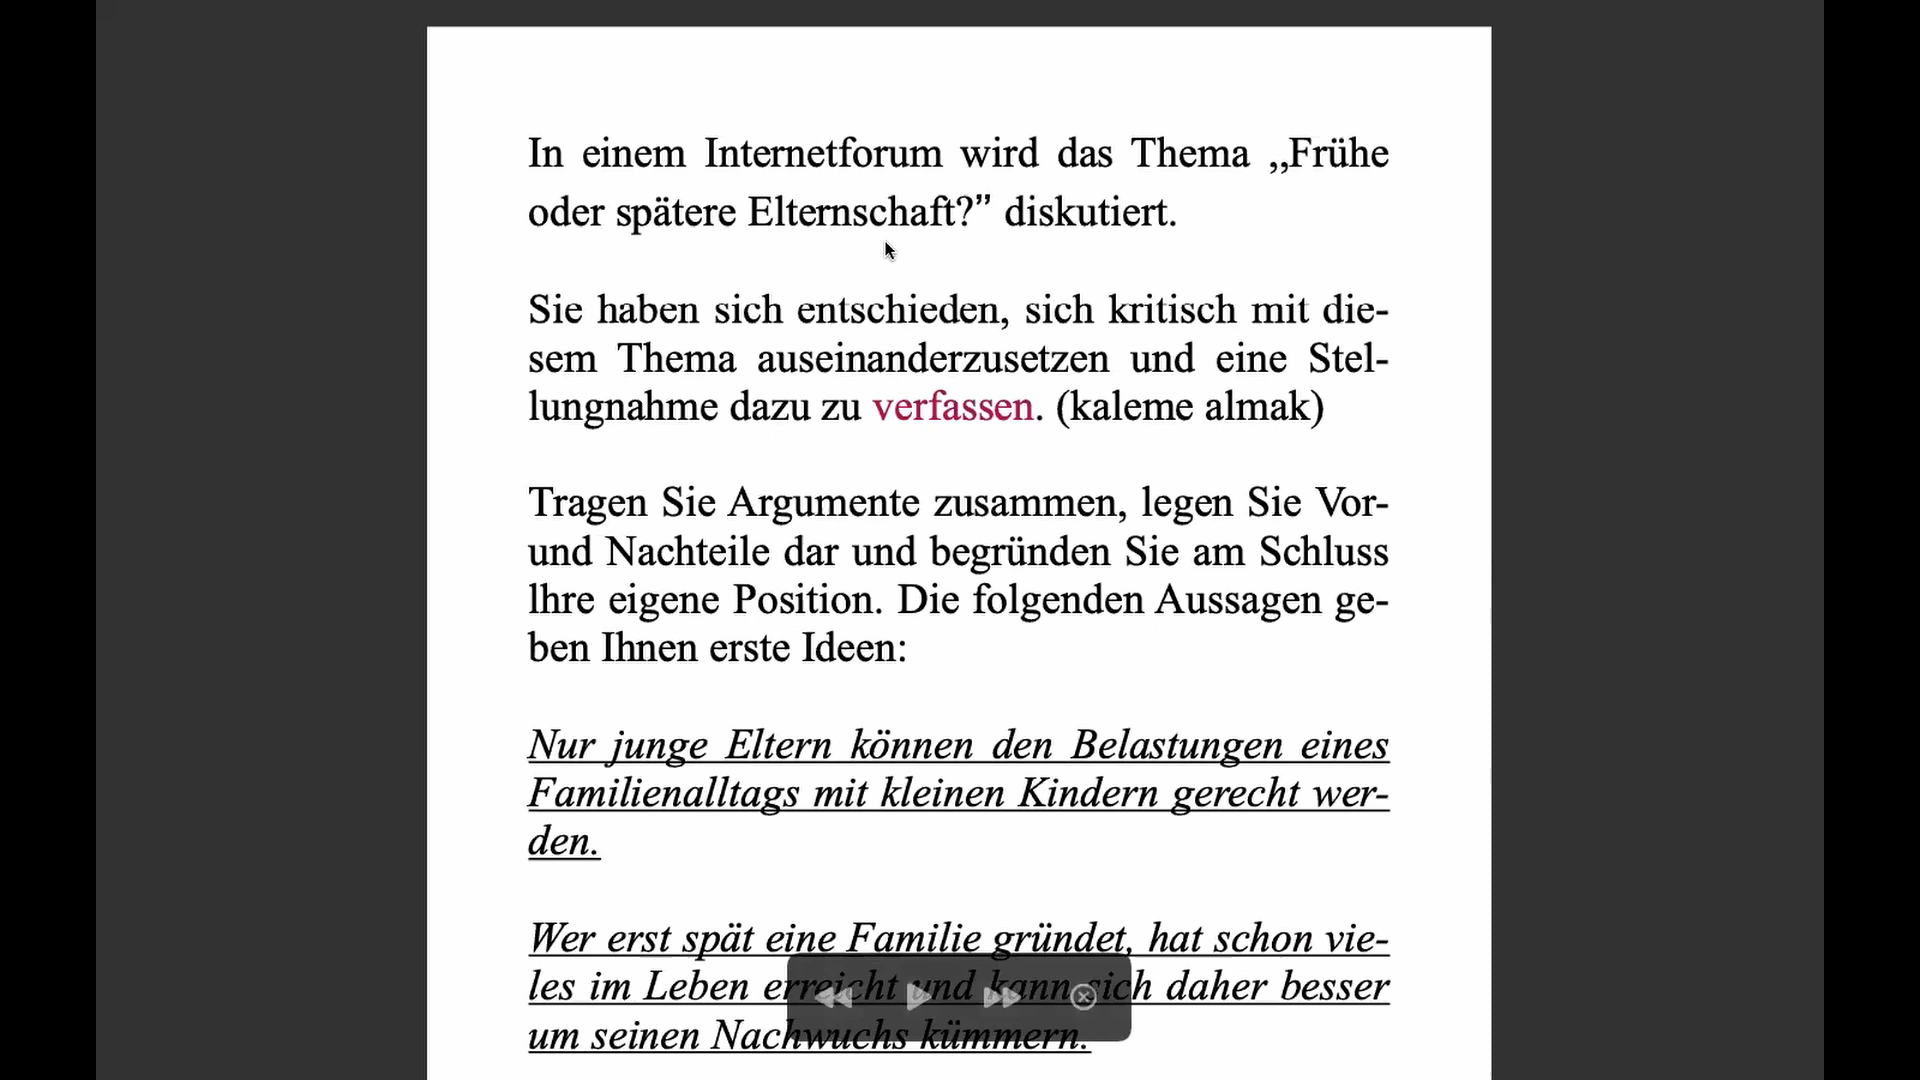 In einem Internetforum wird das Thema ,,Frühe
oder spätere Elternschaft?” diskutiert.
Sie haben sich entschieden, sich kritisch mit die-
sem Thema auseinanderzusetzen und eine Stel-
lungnahme dazu zu verfassen. (kaleme almak)
Tragen Sie Argumente zusammen, legen Sie Vor-
und Nachteile dar und begründen Sie am Schluss
lhre eigene Position. Die folgenden Aussagen ge-
ben Ihnen erste Ideen:
Nur junge Eltern können den Belastungen eines
Familienalltags mit kleinen Kindern gerecht wer-
den.
Wer erst spät eine Familie gründet, hat schon vie-
les im Leben erreicht und kann sich daher besser
um seinen Nachwuchs kümmern.